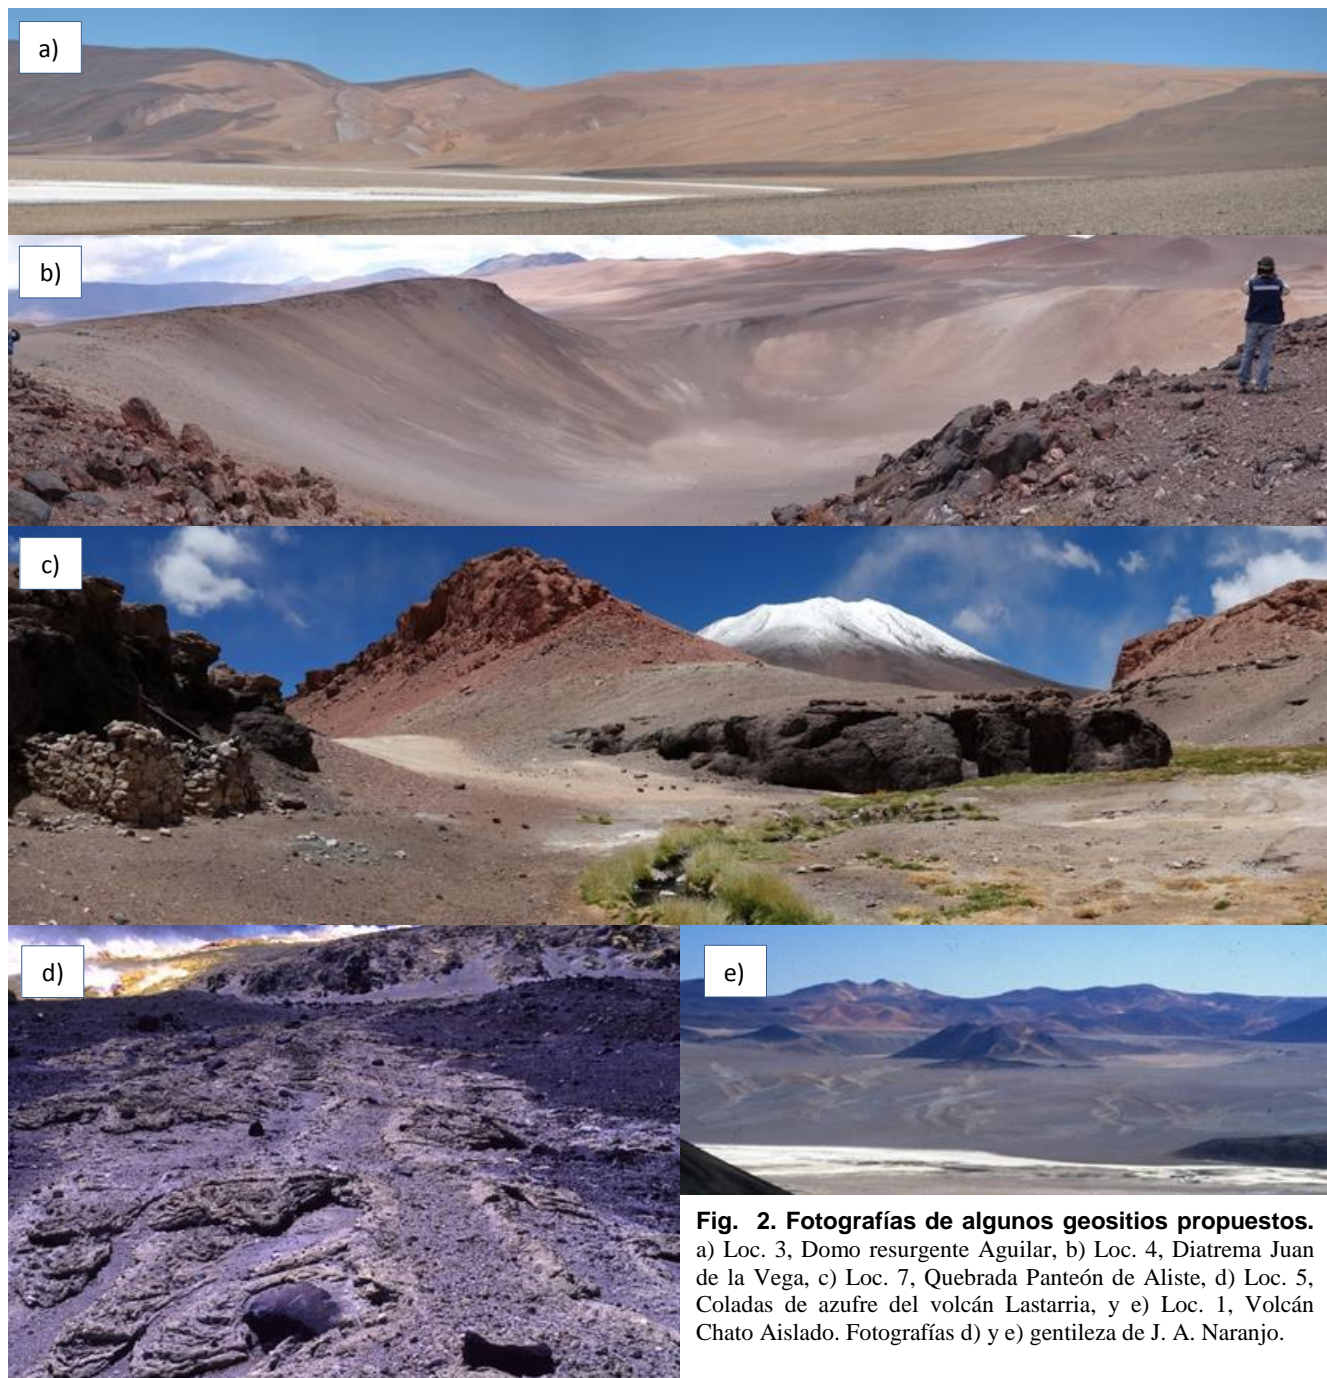 a)
b)
c)
d)
e)
Fig. 2. Fotografías de algunos geositios propuestos.
a) Loc. 3, Domo resurgente Aguilar, b) Loc. 4, Diatrema Juan
de la Vega, c) Loc. 7, Quebrada Panteón de Aliste, d) Loc. 5,
Coladas de azufre del volcán Lastarria, y e) Loc. 1, Volcán
Chato Aislado. Fotografías d) y e) gentileza de J. A. Naranjo.